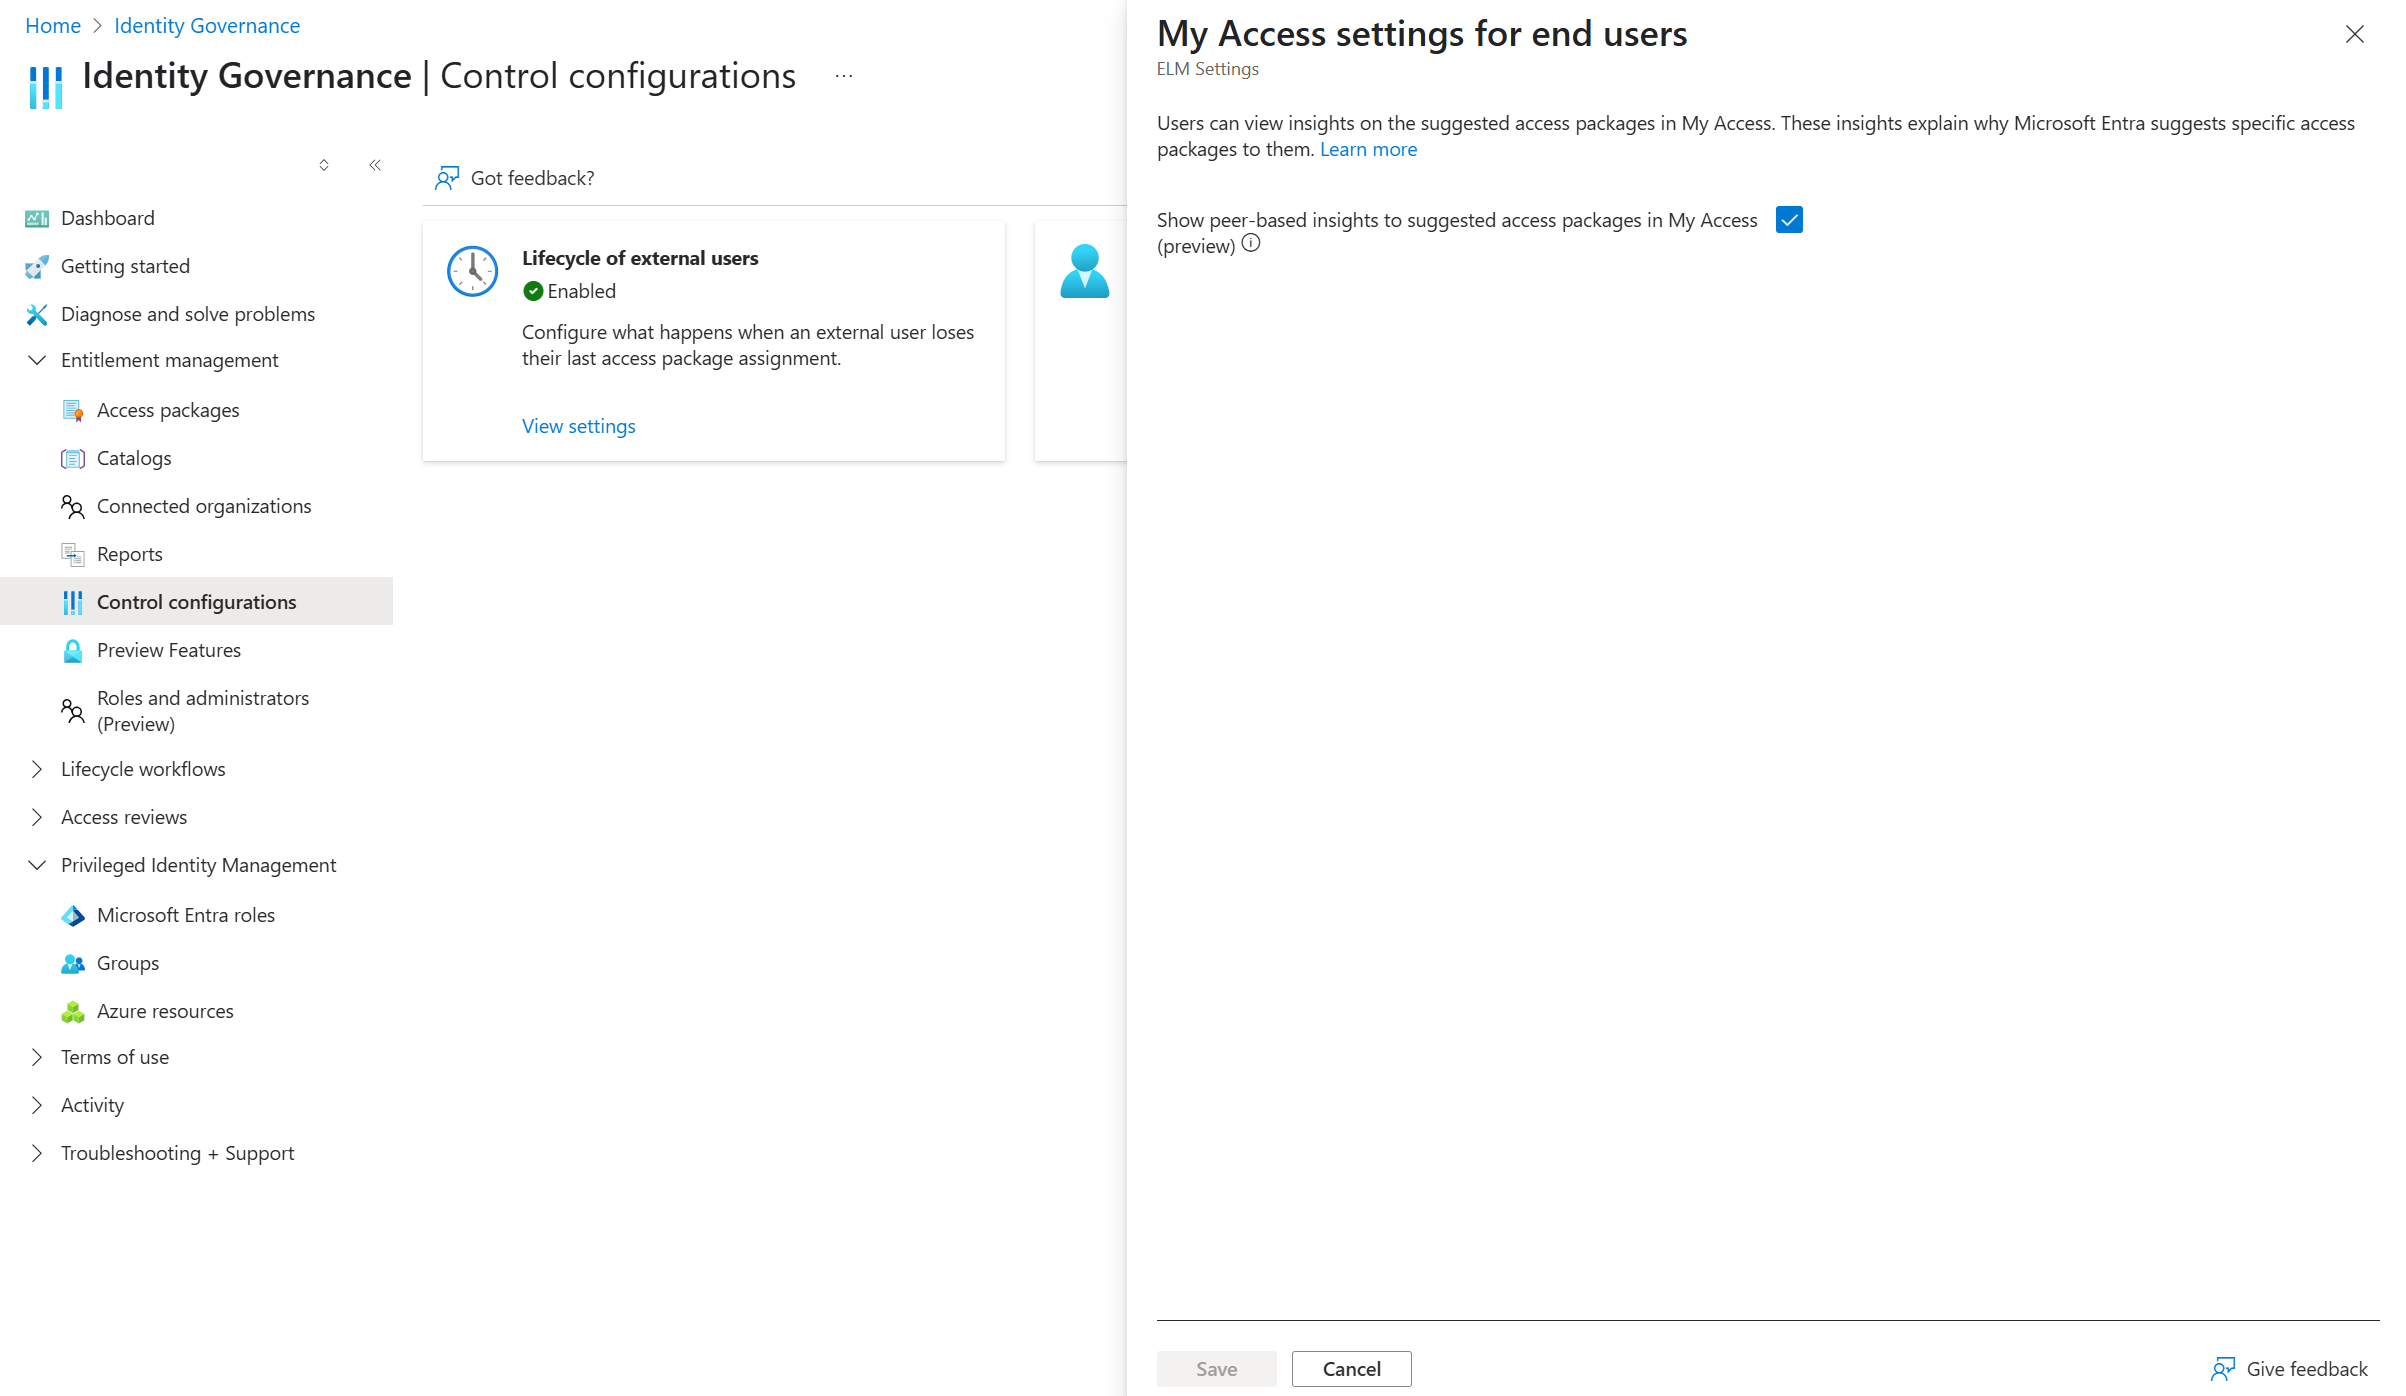 Home > Identity Governance
Identity Governance | Control configurations ...
Dashboard
Getting started
Diagnose and solve problems
Entitlement management
Access packages
Catalogs
Connected organizations
Reports
Control configurations
Preview Features
Roles and administrators
(Preview)
Lifecycle workflows
Access reviews
Privileged Identity Management
Microsoft Entra roles
Groups
Azure resources
Terms of use
Activity
Troubleshooting + Support
Got feedback?
Lifecycle of external users
Enabled
Configure what happens when an external user loses
their last access package assignment.
View settings
My Access settings for end users
ELM Settings
Users can view insights on the suggested access packages in My Access. These insights explain why Microsoft Entra suggests specific access
packages to them. Learn more
Show peer-based insights to suggested access packages in My Access
(preview)
Save
Cancel
Give feedback